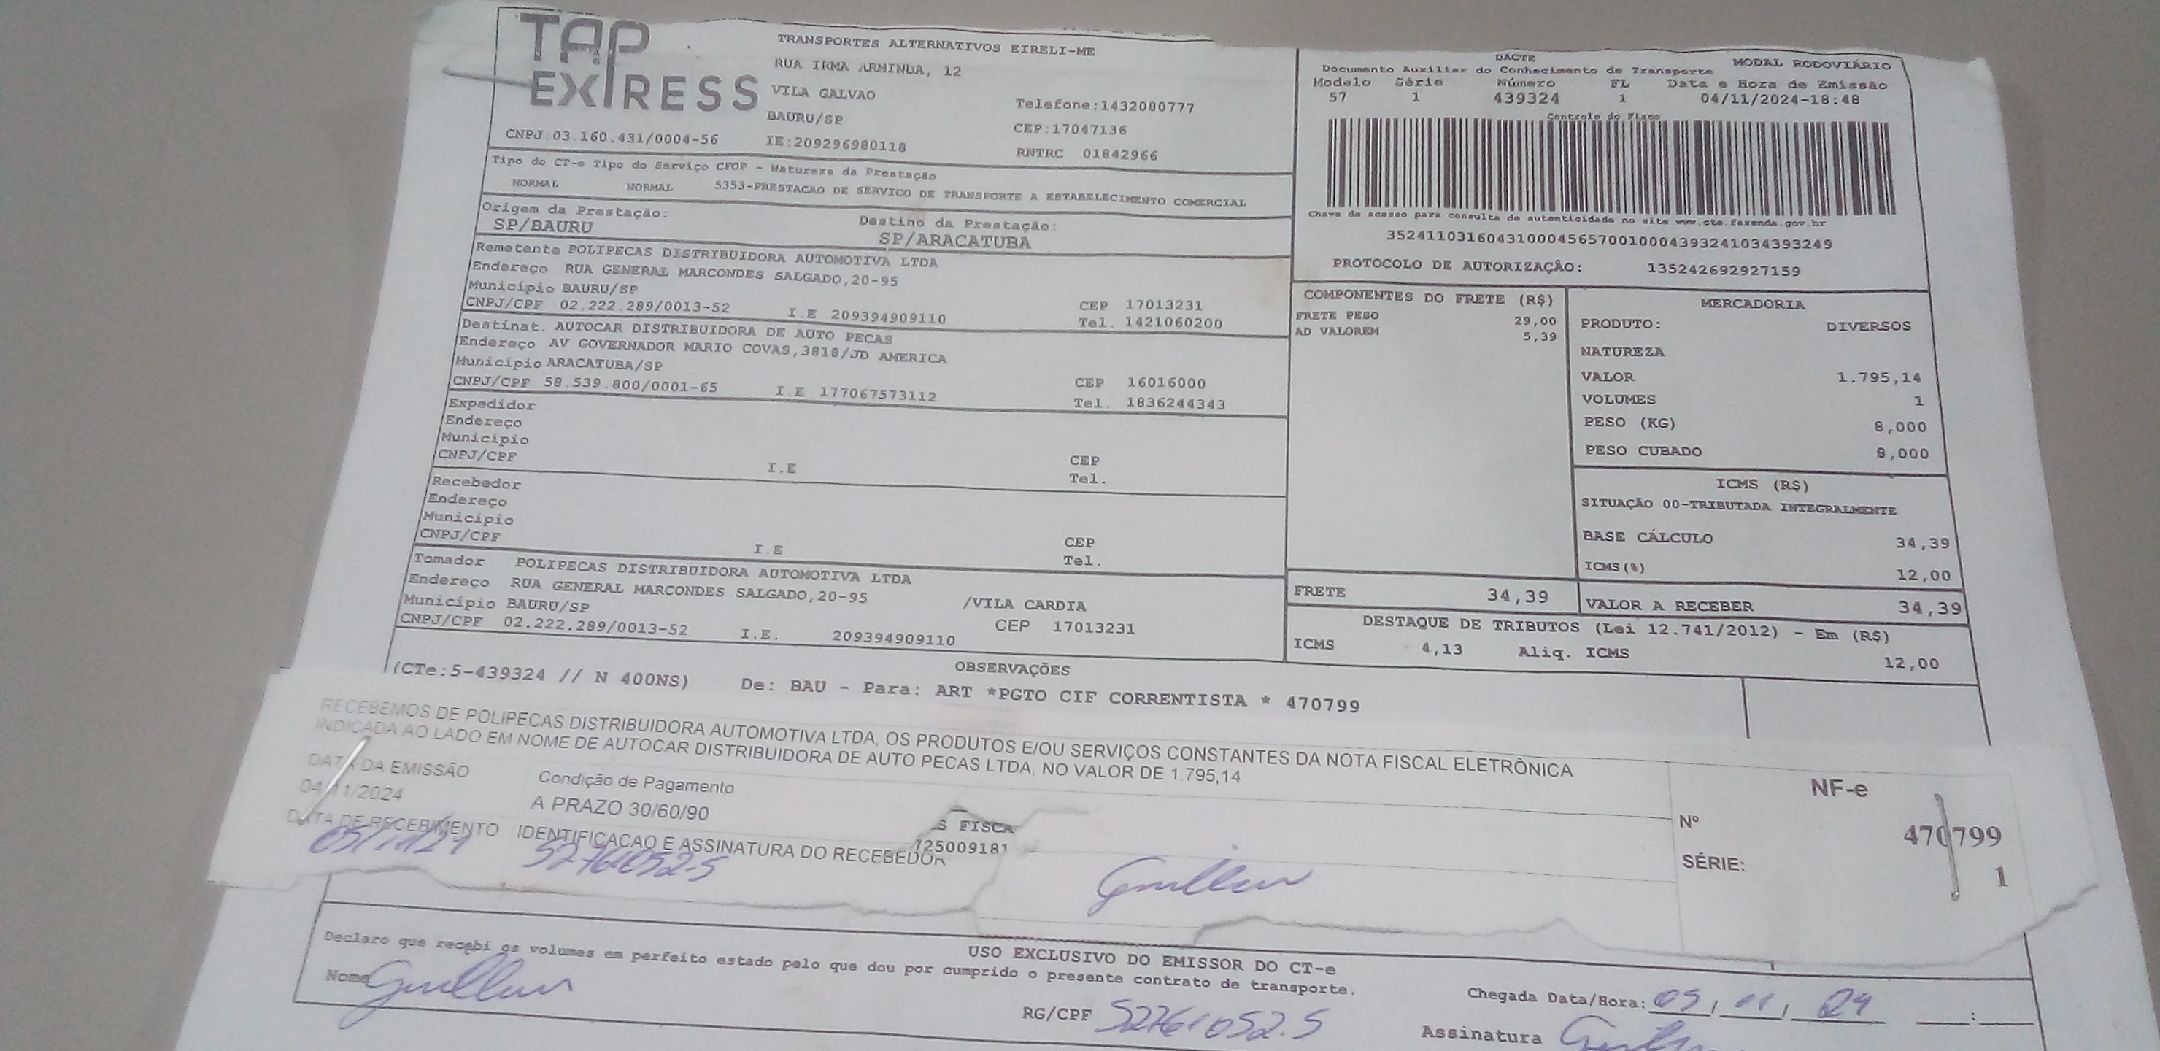 TAP EXPRESS
TRANSPORTES ALTERNATIVOS EIRELI-ME
RUA IRMA ARMINDA, 12
VILA GALVAO
BAURU/SP
Telefone:1432080777
CEP:17047136
CNPJ:03.160.431/0004-56
IE:209296980118
RNTRC 01842966
DACTE
MODAL RODOVIÁRIO
Documento Auxiliar do Conhecimento de Transporte
Modelo Série Número FL Data e Hora de Emissão
57 1 439324 1 04/11/2024-18:48
Controle do Fisco
Chave de acesso para consulta de autenticidade no site www.cte.fazenda.gov.br
35241103160431000456570010004393241034393249
PROTOCOLO DE AUTORIZAÇÃO: 135242692927159
Tipo do CT-e Tipo do Serviço CFOP - Natureza da Prestação
NORMAL NORMAL 5353-PRESTACAO DE SERVICO DE TRANSPORTE A ESTABELECIMENTO COMERCIAL
Origem da Prestação: Destino da Prestação:
SP/BAURU SP/ARACATUBA
Remetente POLIPECAS DISTRIBUIDORA AUTOMOTIVA LTDA
Endereço RUA GENERAL MARCONDES SALGADO,20-95
Município BAURU/SP CEP 17013231
CNPJ/CPF 02.222.289/0013-52 I.E 209394909110 Tel. 1421060200
Destinat. AUTOCAR DISTRIBUIDORA DE AUTO PECAS
Endereço AV GOVERNADOR MARIO COVAS,3818/JD AMERICA
Município ARACATUBA/SP CEP 16016000
CNPJ/CPF 58.539.800/0001-65 I.E 177067573112 Tel. 1836244343
Expedidor
Endereço
Município CEP
CNPJ/CPF I.E Tel.
Recebedor
Endereço
Município CEP
CNPJ/CPF I.E Tel.
Tomador POLIPECAS DISTRIBUIDORA AUTOMOTIVA LTDA
Endereço RUA GENERAL MARCONDES SALGADO,20-95 /VILA CARDIA
Município BAURU/SP CEP 17013231
CNPJ/CPF 02.222.289/0013-52 I.E. 209394909110
COMPONENTES DO FRETE (R$)
FRETE PESO 29,00
AD VALOREM 5,39
MERCADORIA
PRODUTO: DIVERSOS
NATUREZA
VALOR 1.795,14
VOLUMES 1
PESO (KG) 8,000
PESO CUBADO 8,000
ICMS (R$)
SITUAÇÃO 00-TRIBUTADA INTEGRALMENTE
BASE CÁLCULO 34,39
ICMS(%) 12,00
FRETE 34,39 VALOR A RECEBER 34,39
DESTAQUE DE TRIBUTOS (Lei 12.741/2012) - Em (R$)
ICMS 4,13 Aliq. ICMS 12,00
OBSERVAÇÕES
(CTe:5-439324 // N 400NS) De: BAU - Para: ART *PGTO CIF CORRENTISTA * 470799
RECEBEMOS DE POLIPECAS DISTRIBUIDORA AUTOMOTIVA LTDA, OS PRODUTOS E/OU SERVIÇOS CONSTANTES DA NOTA FISCAL ELETRÔNICA
INDICADA AO LADO EM NOME DE AUTOCAR DISTRIBUIDORA DE AUTO PECAS LTDA, NO VALOR DE 1.795,14
DATA DA EMISSÃO Condição de Pagamento
04/11/2024 A PRAZO 30/60/90
DATA DE RECEBIMENTO IDENTIFICACAO E ASSINATURA DO RECEBEDOR
05/11/24 52761052-5
S FISCA
725009181
NF-e
Nº 470799
SÉRIE: 1
USO EXCLUSIVO DO EMISSOR DO CT-e
Declaro que recebi os volumes em perfeito estado pelo que dou por cumprido o presente contrato de transporte.
Nome
RG/CPF 52761052.5
Chegada Data/Hora: 05/11/24 :
Assinatura